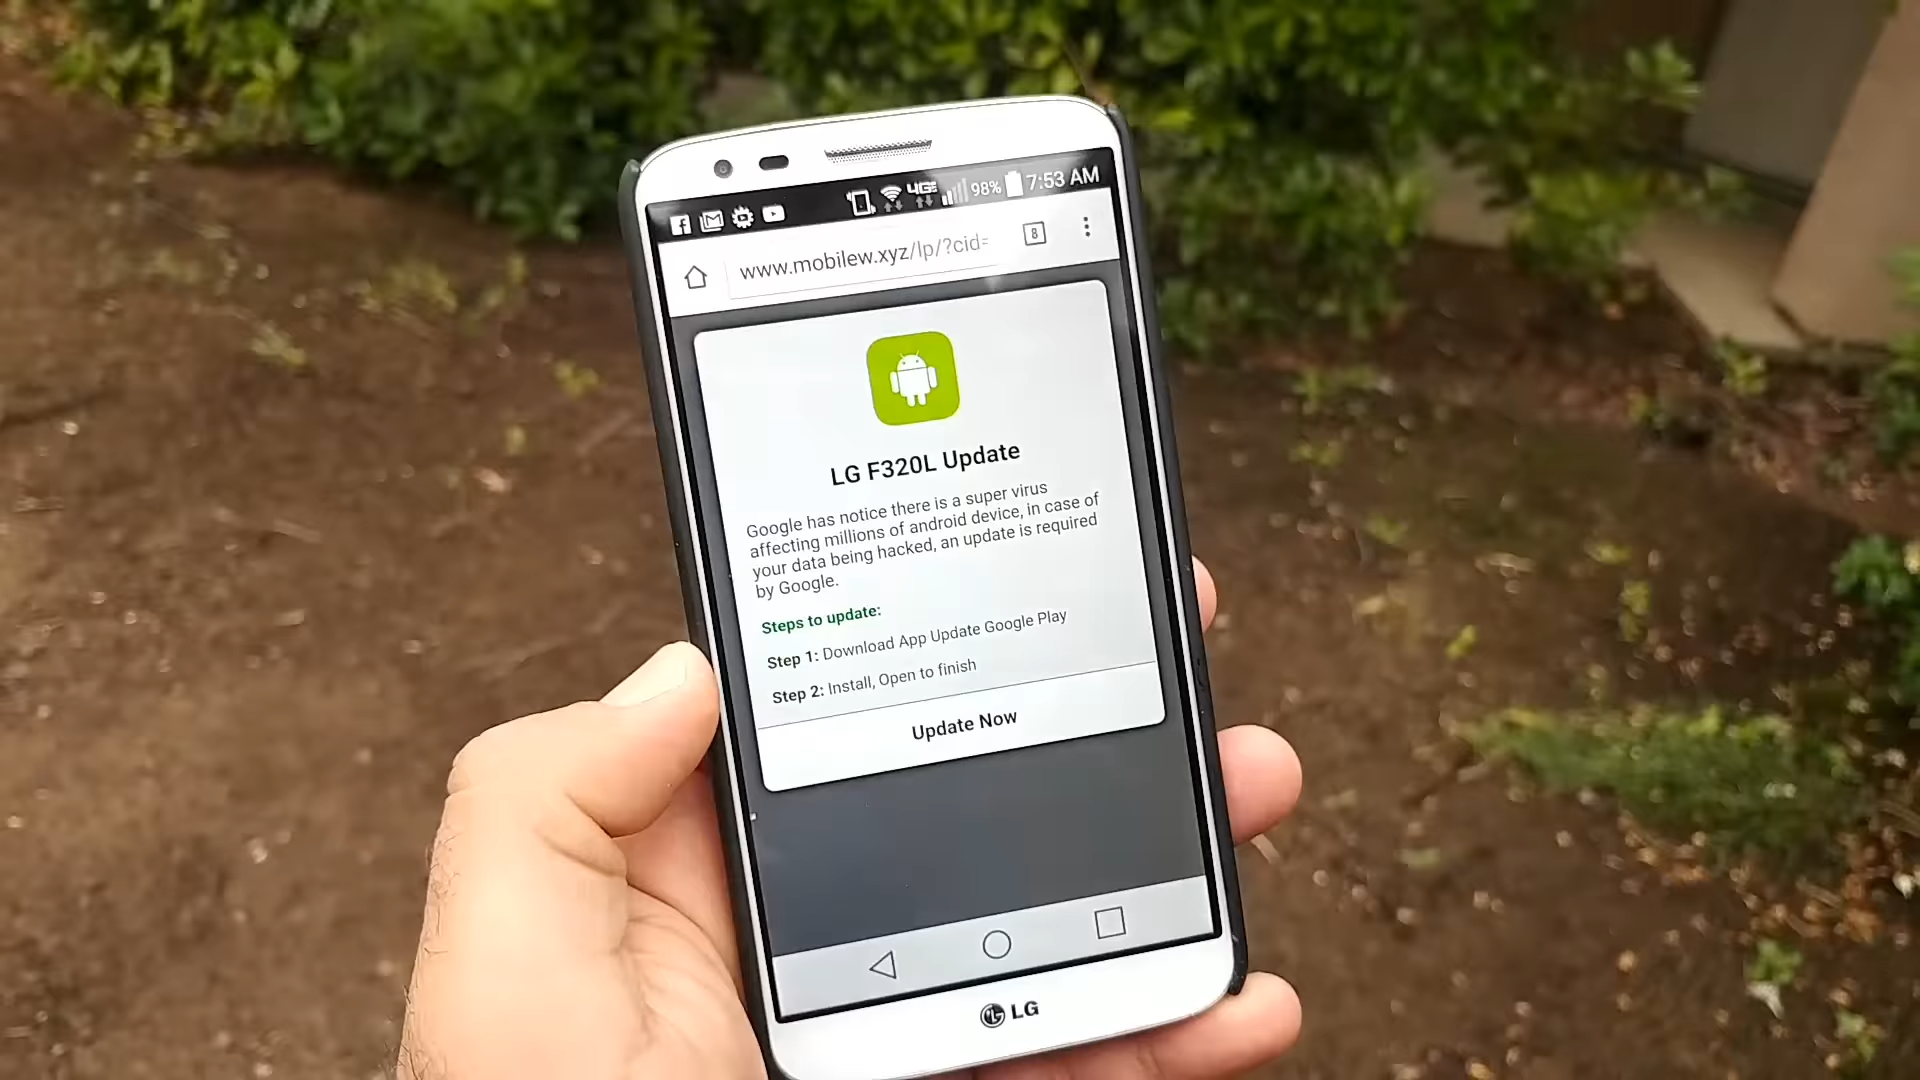 4GE 98% 7:53 AM
www.mobilew.xyz/lp/?cid= 8
LG F320L Update
Google has notice there is a super virus
affecting millions of android device, in case of
your data being hacked, an update is required
by Google.
Steps to update:
Step 1: Download App Update Google Play
Step 2: Install, Open to finish
Update Now
LG